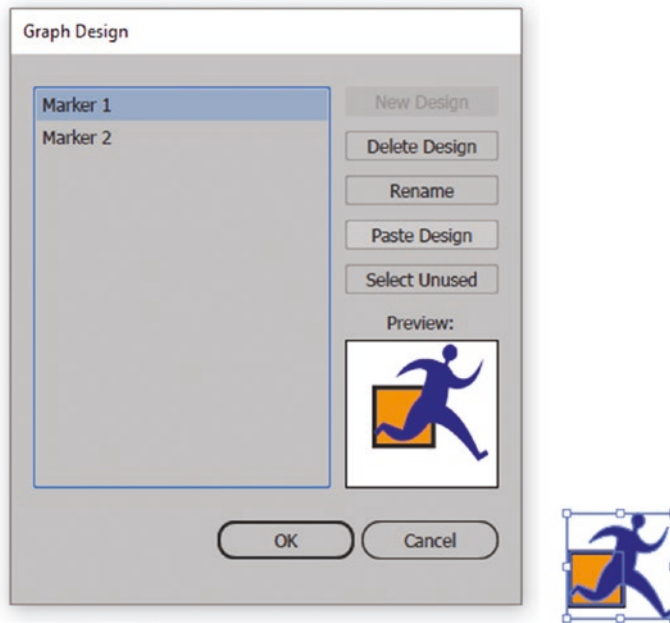 Graph Design
Marker 1
Marker 2
New Design
Delete Design
Rename
Paste Design
Select Unused
Preview:
OK
Cancel